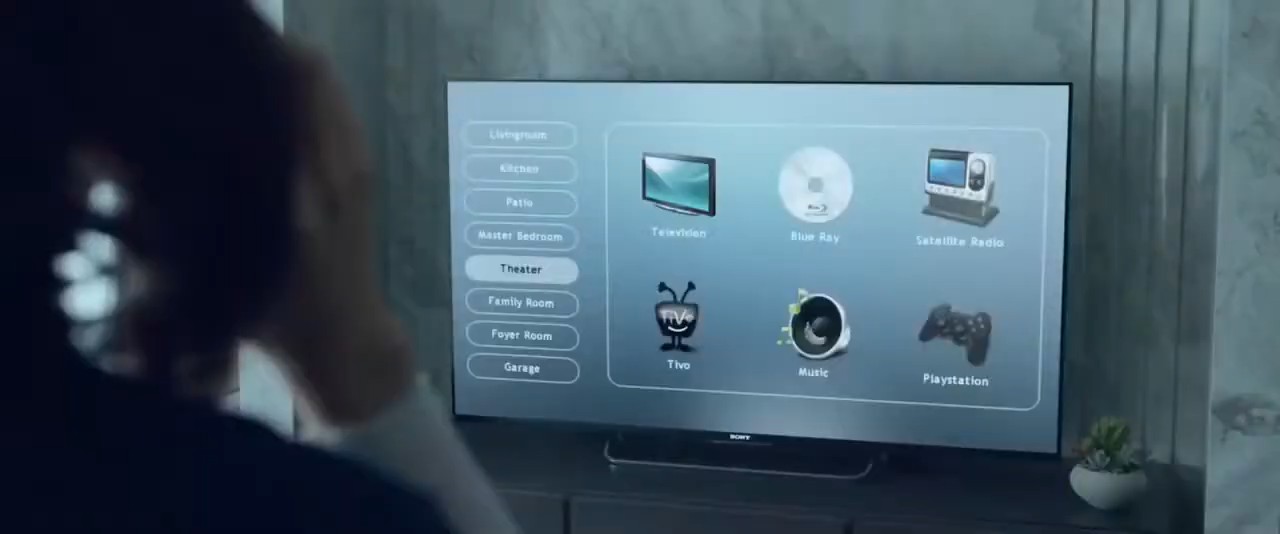 Livingroom
Kitchen
Patio
Master Bedroom
Theater
Family Room
Foyer Room
Garage
Television
Blue Ray
Satellite Radio
TiVo
Tivo
Music
Playstation
SONY